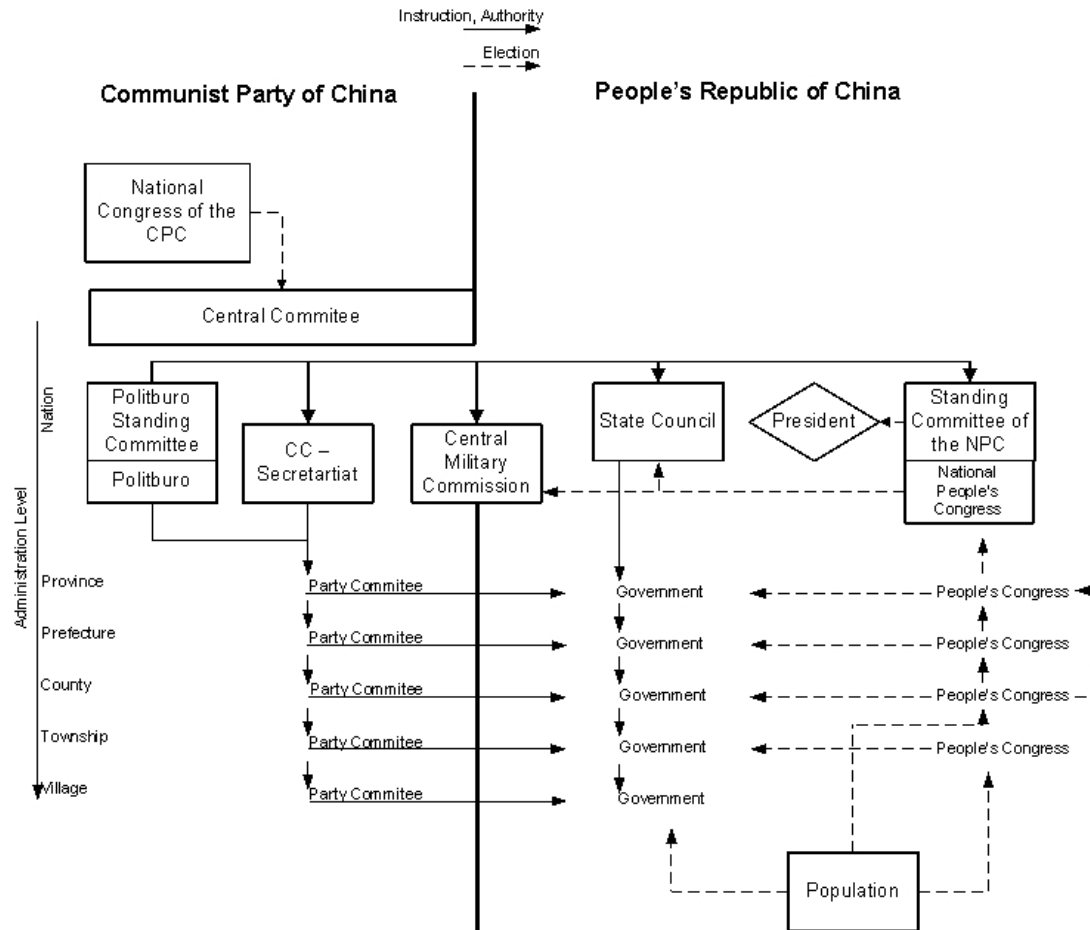 Instruction, Authority
Election
Communist Party of China
People's Republic of China
National
Congress of the
CPC
Central Commitee
Administration Level
Nation
Politburo
Standing
Committee
Politburo
CC –
Secretartiat
Central
Military
Commission
State Council
President
Standing
Committee of
the NPC
National
People's
Congress
Province
Party Commitee
Government
People's Congress
Prefecture
Party Commitee
Government
People's Congress
County
Party Commitee
Government
People's Congress
Township
Party Commitee
Government
People's Congress
Village
Party Commitee
Government
Population